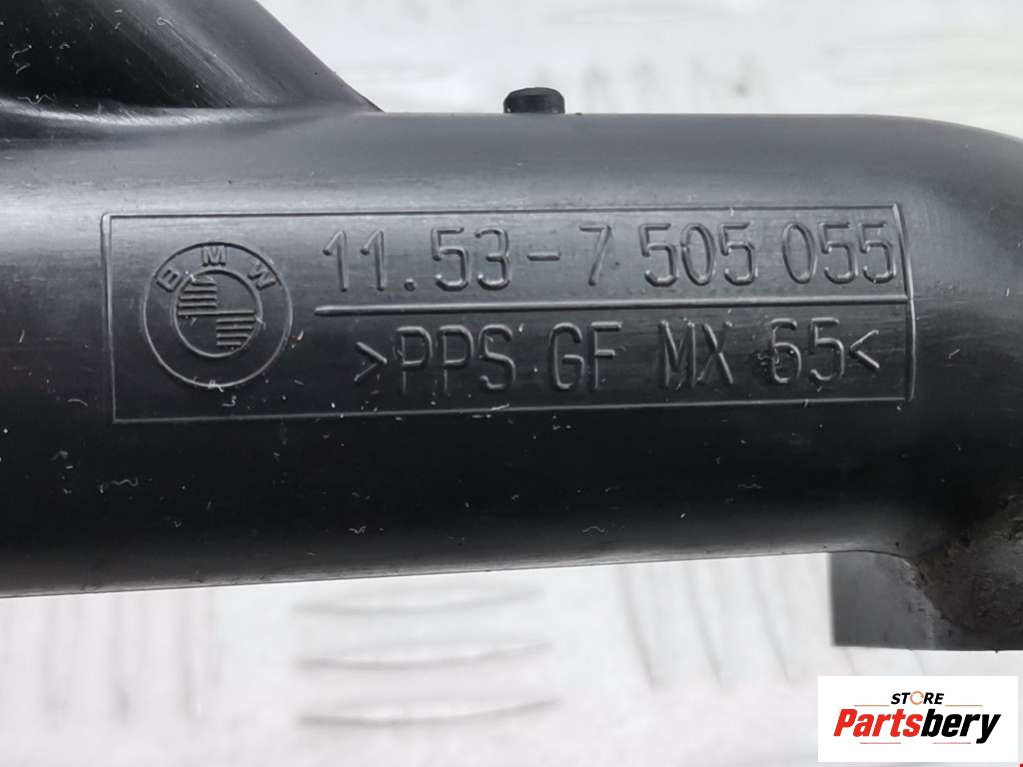 BMW
11.53-7 505 055
>PPS GF MX 65<
STORE
Partsbery